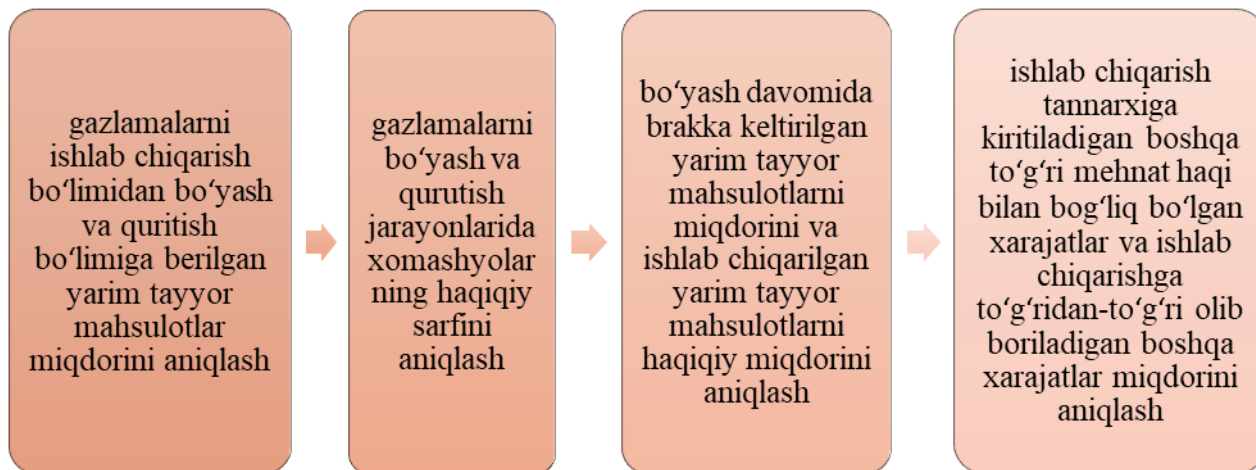 gazlamalarni
ishlab chiqarish
bo‘limidan bo‘yash
va quritish
bo‘limiga berilgan
yarim tayyor
mahsulotlar
miqdorini aniqlash
gazlamalarni
bo‘yash va
qurutish
jarayonlarida
xomashyolar
ning haqiqiy
sarfini
aniqlash
bo‘yash davomida
brakka keltirilgan
yarim tayyor
mahsulotlarni
miqdorini va
ishlab chiqarilgan
yarim tayyor
mahsulotlarni
haqiqiy miqdorini
aniqlash
ishlab chiqarish
tannarxiga
kiritiladigan boshqa
to‘g‘ri mehnat haqi
bilan bog‘liq bo‘lgan
xarajatlar va ishlab
chiqarishga
to‘g‘ridan-to‘g‘ri olib
boriladigan boshqa
xarajatlar miqdorini
aniqlash